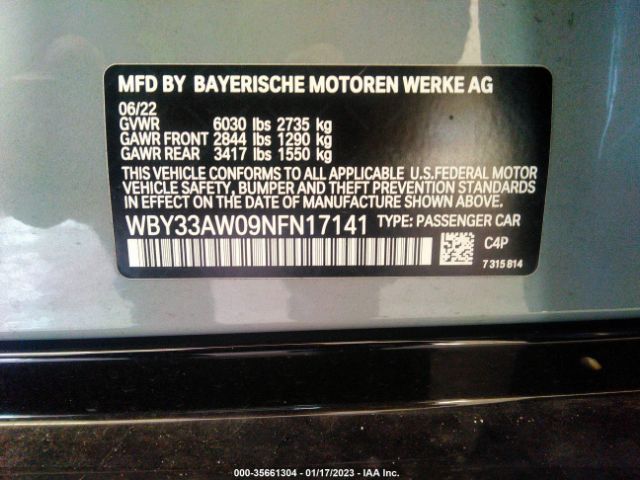 MFD BY BAYERISCHE MOTOREN WERKE AG
06/22
GVWR 6030 lbs 2735 kg
GAWR FRONT 2844 lbs 1290 kg
GAWR REAR 3417 lbs 1550 kg
THIS VEHICLE CONFORMS TO ALL APPLICABLE U.S.FEDERAL MOTOR
VEHICLE SAFETY, BUMPER AND THEFT PREVENTION STANDARDS
IN EFFECT ON THE DATE OF MANUFACTURE SHOWN ABOVE.
WBY33AW09NFN17141 TYPE: PASSENGER CAR
C4P
7 315 814
000-35661304 - 01/17/2023 - IAA Inc.